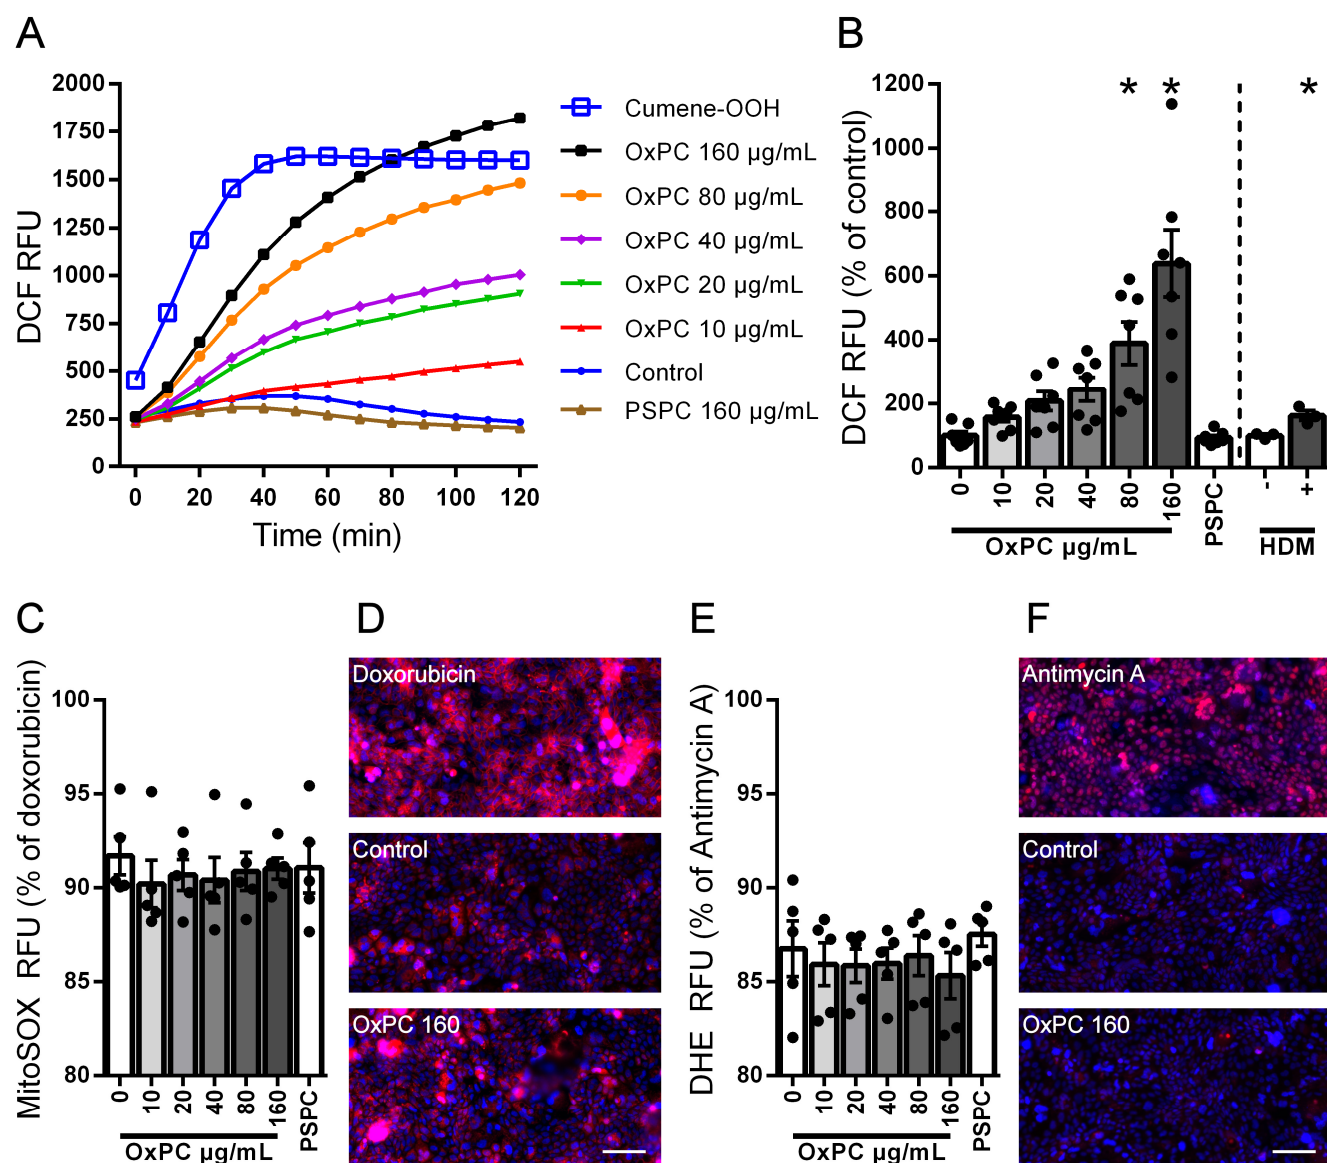 A
2000
1750
1500
1250
1000
750
500
250
0
DCF RFU
0 20 40 60 80 100 120
Time (min)
Cumene-OOH
OxPC 160 µg/mL
OxPC 80 µg/mL
OxPC 40 µg/mL
OxPC 20 µg/mL
OxPC 10 µg/mL
Control
PSPC 160 µg/mL
B
1200
1000
800
600
400
200
0
DCF RFU (% of control)
* * *
0 10 20 40 80 160 PSPC - +
OxPC µg/mL HDM
C
100
95
90
85
80
MitoSOX RFU (% of doxorubicin)
0 10 20 40 80 160 PSPC
OxPC µg/mL
D
Doxorubicin
Control
OxPC 160
E
100
95
90
85
80
DHE RFU (% of Antimycin A)
0 10 20 40 80 160 PSPC
OxPC µg/mL
F
Antimycin A
Control
OxPC 160